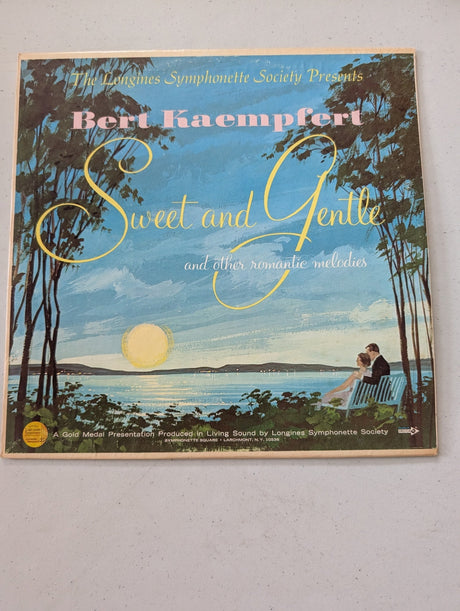 The Longines Symphonette Society Presents
Bert Kaempfert
Sweet and Gentle
and other romantic melodies
A Gold Medal Presentation Produced in Living Sound by Longines Symphonette Society
SYMPHONETTE SQUARE • LARCHMONT, N.Y. 10538